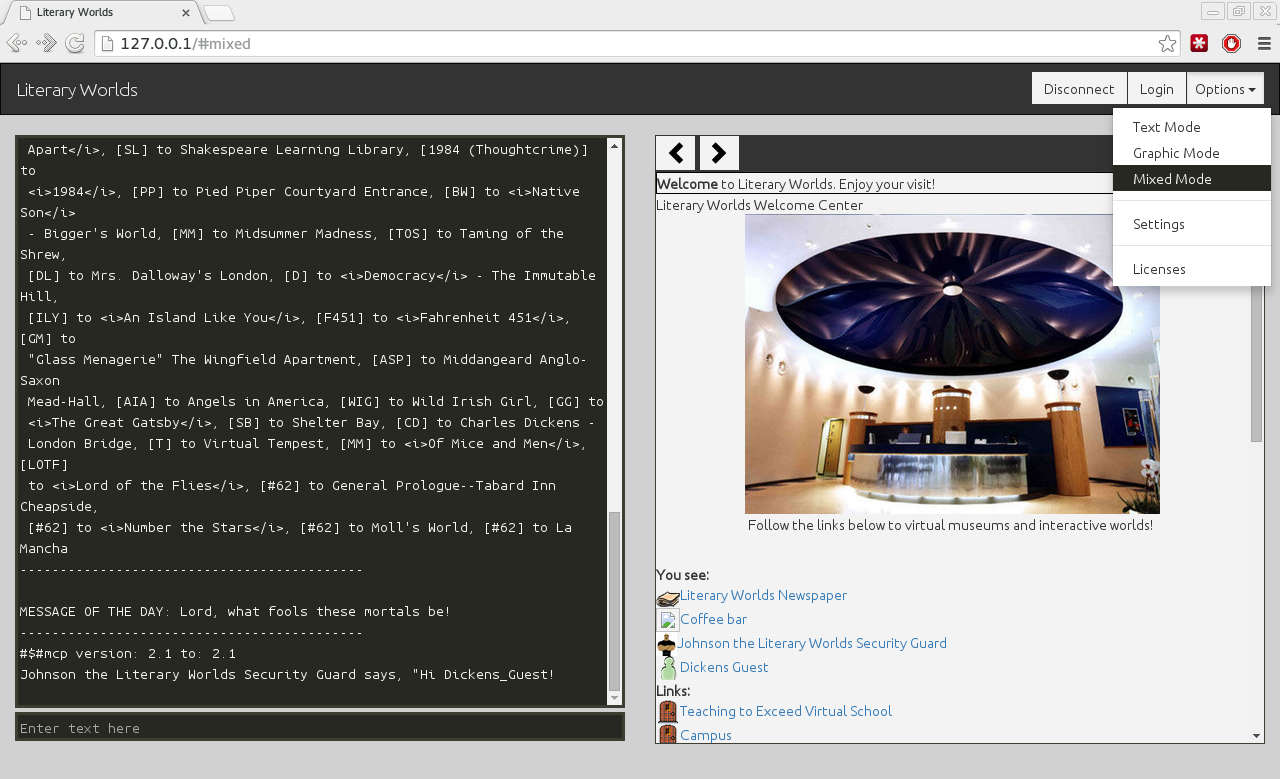 Literary Worlds
127.0.0.1/#mixed
Literary Worlds
Disconnect
Login
Options
Text Mode
Graphic Mode
Mixed Mode
Settings
Licenses
Apart</i>, [SL] to Shakespeare Learning Library, [1984 (Thoughtcrime)]
to
<i>1984</i>, [PP] to Pied Piper Courtyard Entrance, [BW] to <i>Native
Son</i>
- Bigger's World, [MM] to Midsummer Madness, [TOS] to Taming of the
Shrew,
[DL] to Mrs. Dalloway's London, [D] to <i>Democracy</i> - The Immutable
Hill,
[ILY] to <i>An Island Like You</i>, [F451] to <i>Fahrenheit 451</i>,
[GM] to
"Glass Menagerie" The Wingfield Apartment, [ASP] to Middangeard Anglo-
Saxon
Mead-Hall, [AIA] to Angels in America, [WIG] to Wild Irish Girl, [GG] to
<i>The Great Gatsby</i>, [SB] to Shelter Bay, [CD] to Charles Dickens -
London Bridge, [T] to Virtual Tempest, [MM] to <i>Of Mice and Men</i>,
[LOTF]
to <i>Lord of the Flies</i>, [#62] to General Prologue--Tabard Inn
Cheapside,
[#62] to <i>Number the Stars</i>, [#62] to Moll's World, [#62] to La
Mancha
-------------------------------------------
MESSAGE OF THE DAY: Lord, what fools these mortals be!
-------------------------------------------
#$#mcp version: 2.1 to: 2.1
Johnson the Literary Worlds Security Guard says, "Hi Dickens_Guest!
Enter text here
Welcome to Literary Worlds. Enjoy your visit!
Literary Worlds Welcome Center
Follow the links below to virtual museums and interactive worlds!
You see:
Literary Worlds Newspaper
Coffee bar
Johnson the Literary Worlds Security Guard
Dickens Guest
Links:
Teaching to Exceed Virtual School
Campus